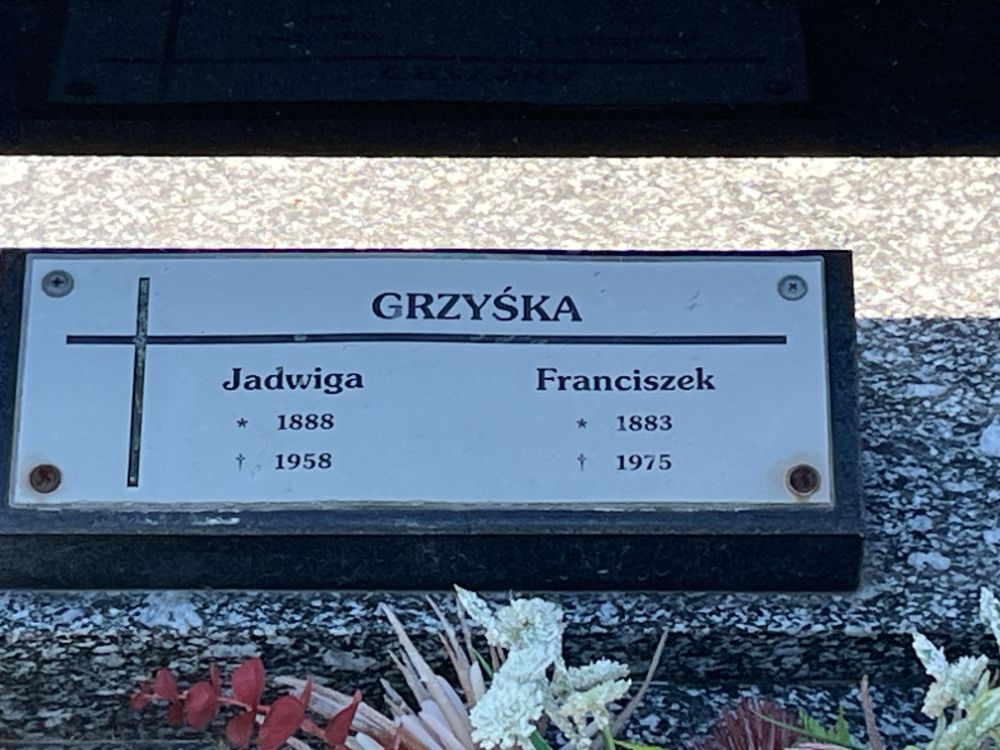 GRZYŚKA
Jadwiga Franciszek
* 1888 * 1883
† 1958 † 1975